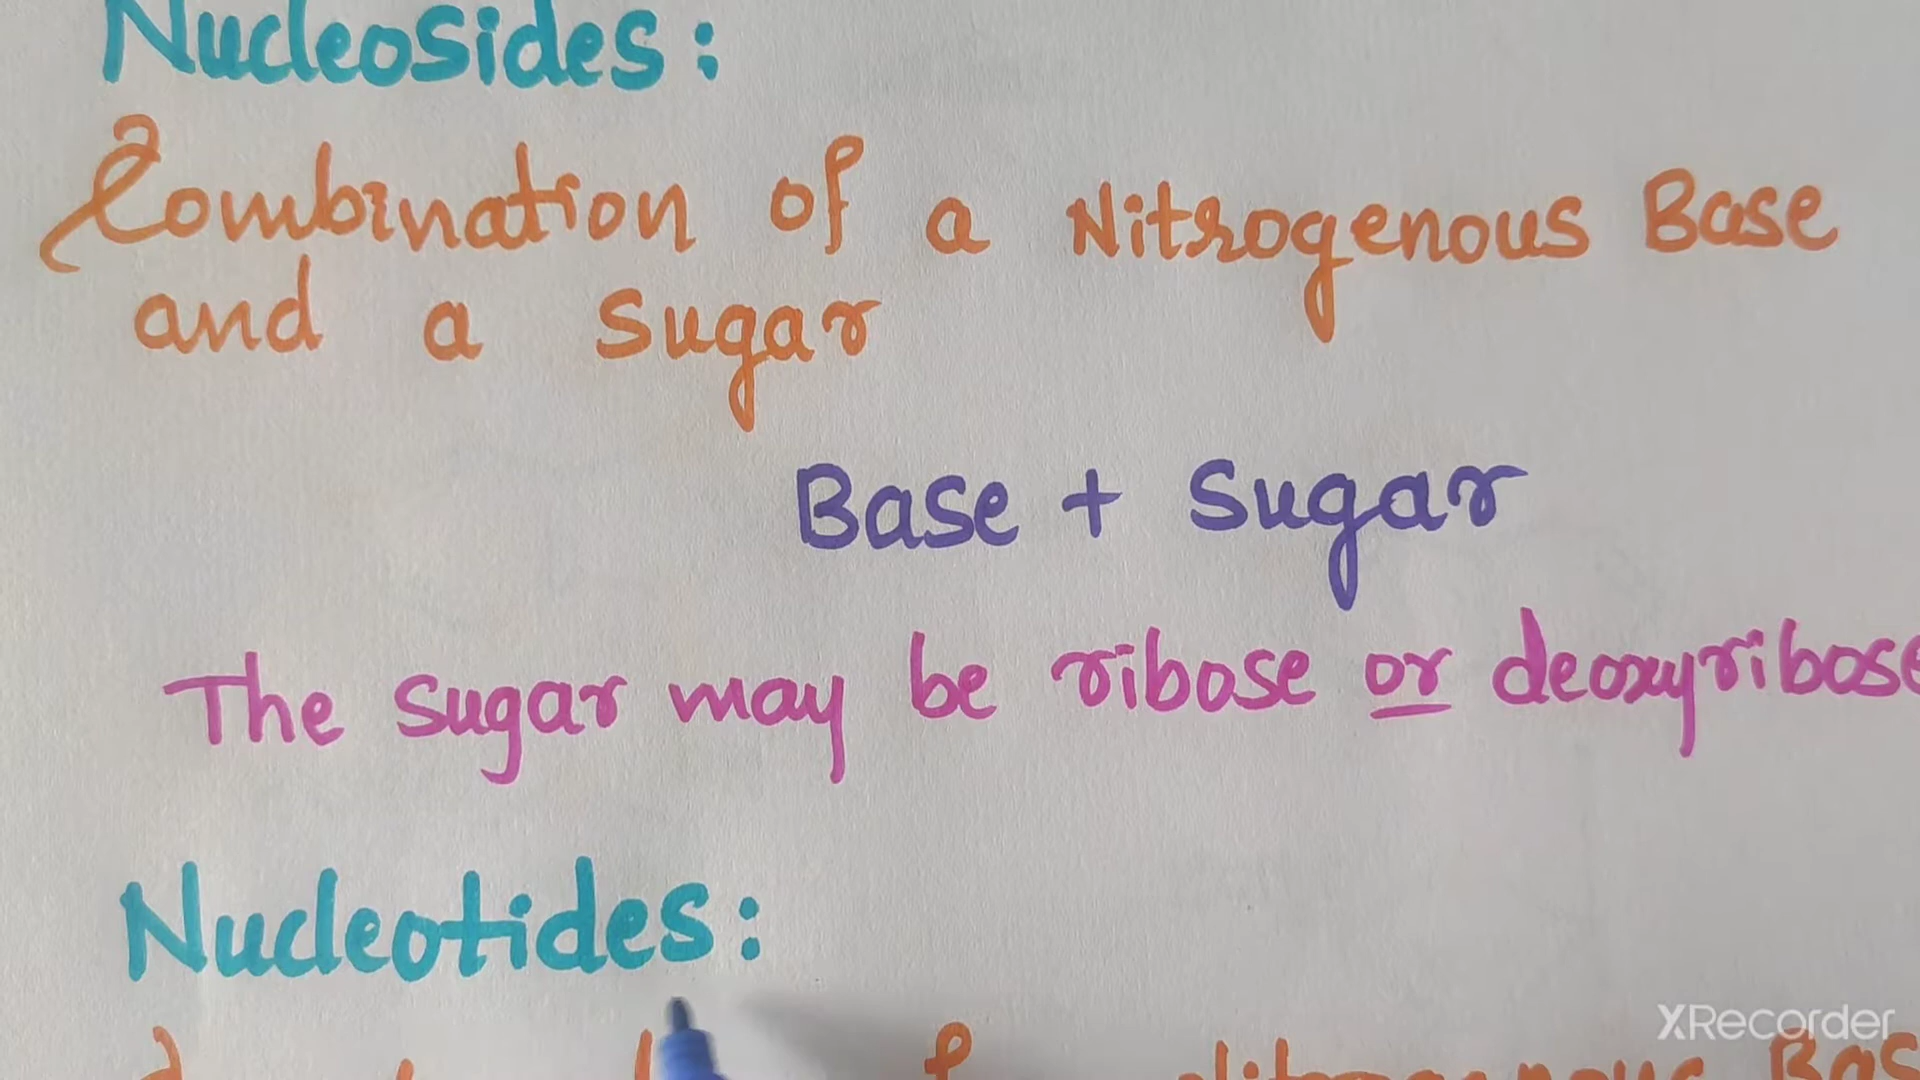 Nucleosides:
Combination of a Nitrogenous Base
and a Sugar
Base + Sugar
The Sugar may be ribose or deoxyribose
Nucleotides:
XRecorder